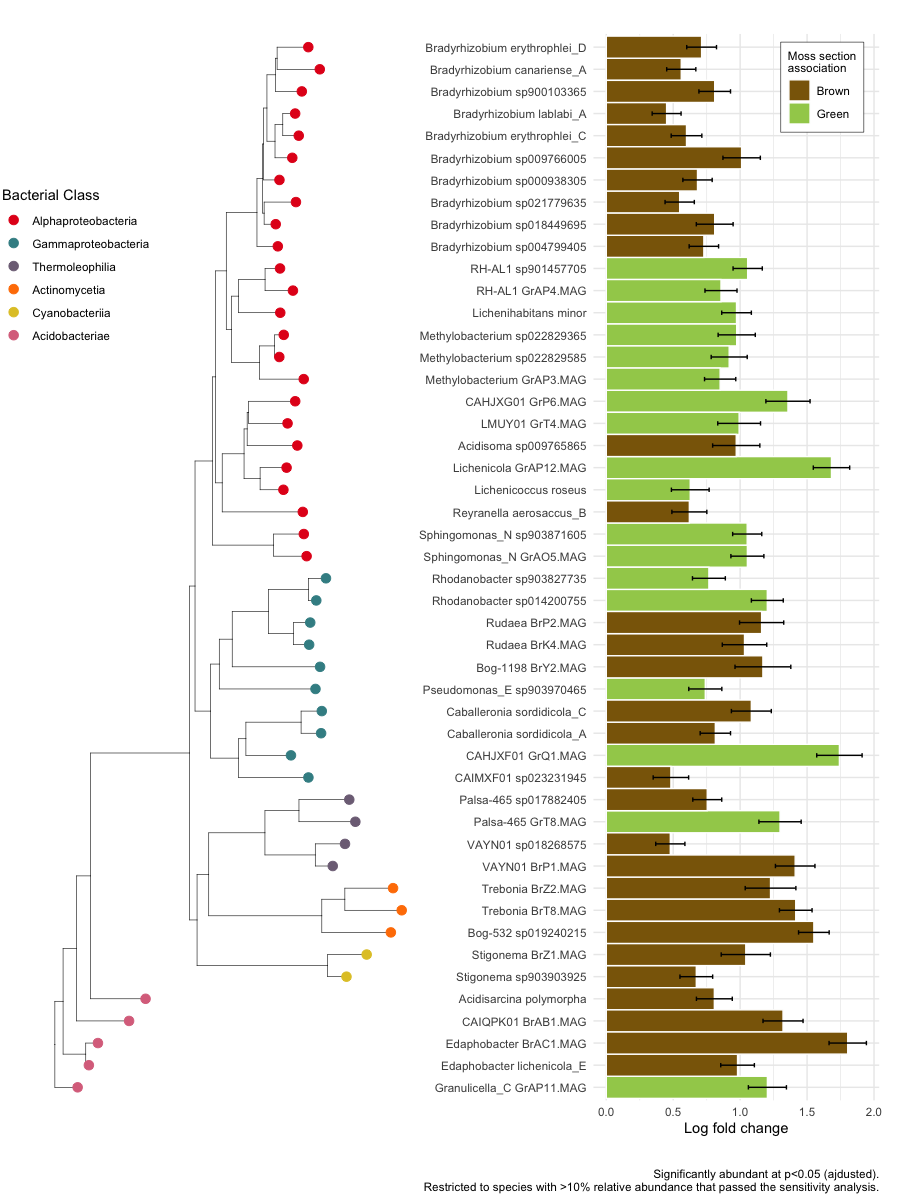 Bacterial Class
Alphaproteobacteria
Gammaproteobacteria
Thermoleophilia
Actinomycetia
Cyanobacteriia
Acidobacteriae
Bradyrhizobium erythrophlei_D
Bradyrhizobium canariense_A
Bradyrhizobium sp900103365
Bradyrhizobium lablabi_A
Bradyrhizobium erythrophlei_C
Bradyrhizobium sp009766005
Bradyrhizobium sp000938305
Bradyrhizobium sp021779635
Bradyrhizobium sp018449695
Bradyrhizobium sp004799405
RH-AL1 sp901457705
RH-AL1 GrAP4.MAG
Lichenihabitans minor
Methylobacterium sp022829365
Methylobacterium sp022829585
Methylobacterium GrAP3.MAG
CAHJXG01 GrP6.MAG
LMUY01 GrT4.MAG
Acidisoma sp009765865
Lichenicola GrAP12.MAG
Lichenicoccus roseus
Reyranella aerosaccus_B
Sphingomonas_N sp903871605
Sphingomonas_N GrAO5.MAG
Rhodanobacter sp903827735
Rhodanobacter sp014200755
Rudaea BrP2.MAG
Rudaea BrK4.MAG
Bog-1198 BrY2.MAG
Pseudomonas_E sp903970465
Caballeronia sordidicola_C
Caballeronia sordidicola_A
CAHJXF01 GrQ1.MAG
CAIMXF01 sp023231945
Palsa-465 sp017882405
Palsa-465 GrT8.MAG
VAYN01 sp018268575
VAYN01 BrP1.MAG
Trebonia BrZ2.MAG
Trebonia BrT8.MAG
Bog-532 sp019240215
Stigonema BrZ1.MAG
Stigonema sp903903925
Acidisarcina polymorpha
CAIQPK01 BrAB1.MAG
Edaphobacter BrAC1.MAG
Edaphobacter lichenicola_E
Granulicella_C GrAP11.MAG
Moss section
association
Brown
Green
0.0 0.5 1.0 1.5 2.0
Log fold change
Significantly abundant at p<0.05 (ajdusted).
Restricted to species with >10% relative abundance that passed the sensitivity analysis.